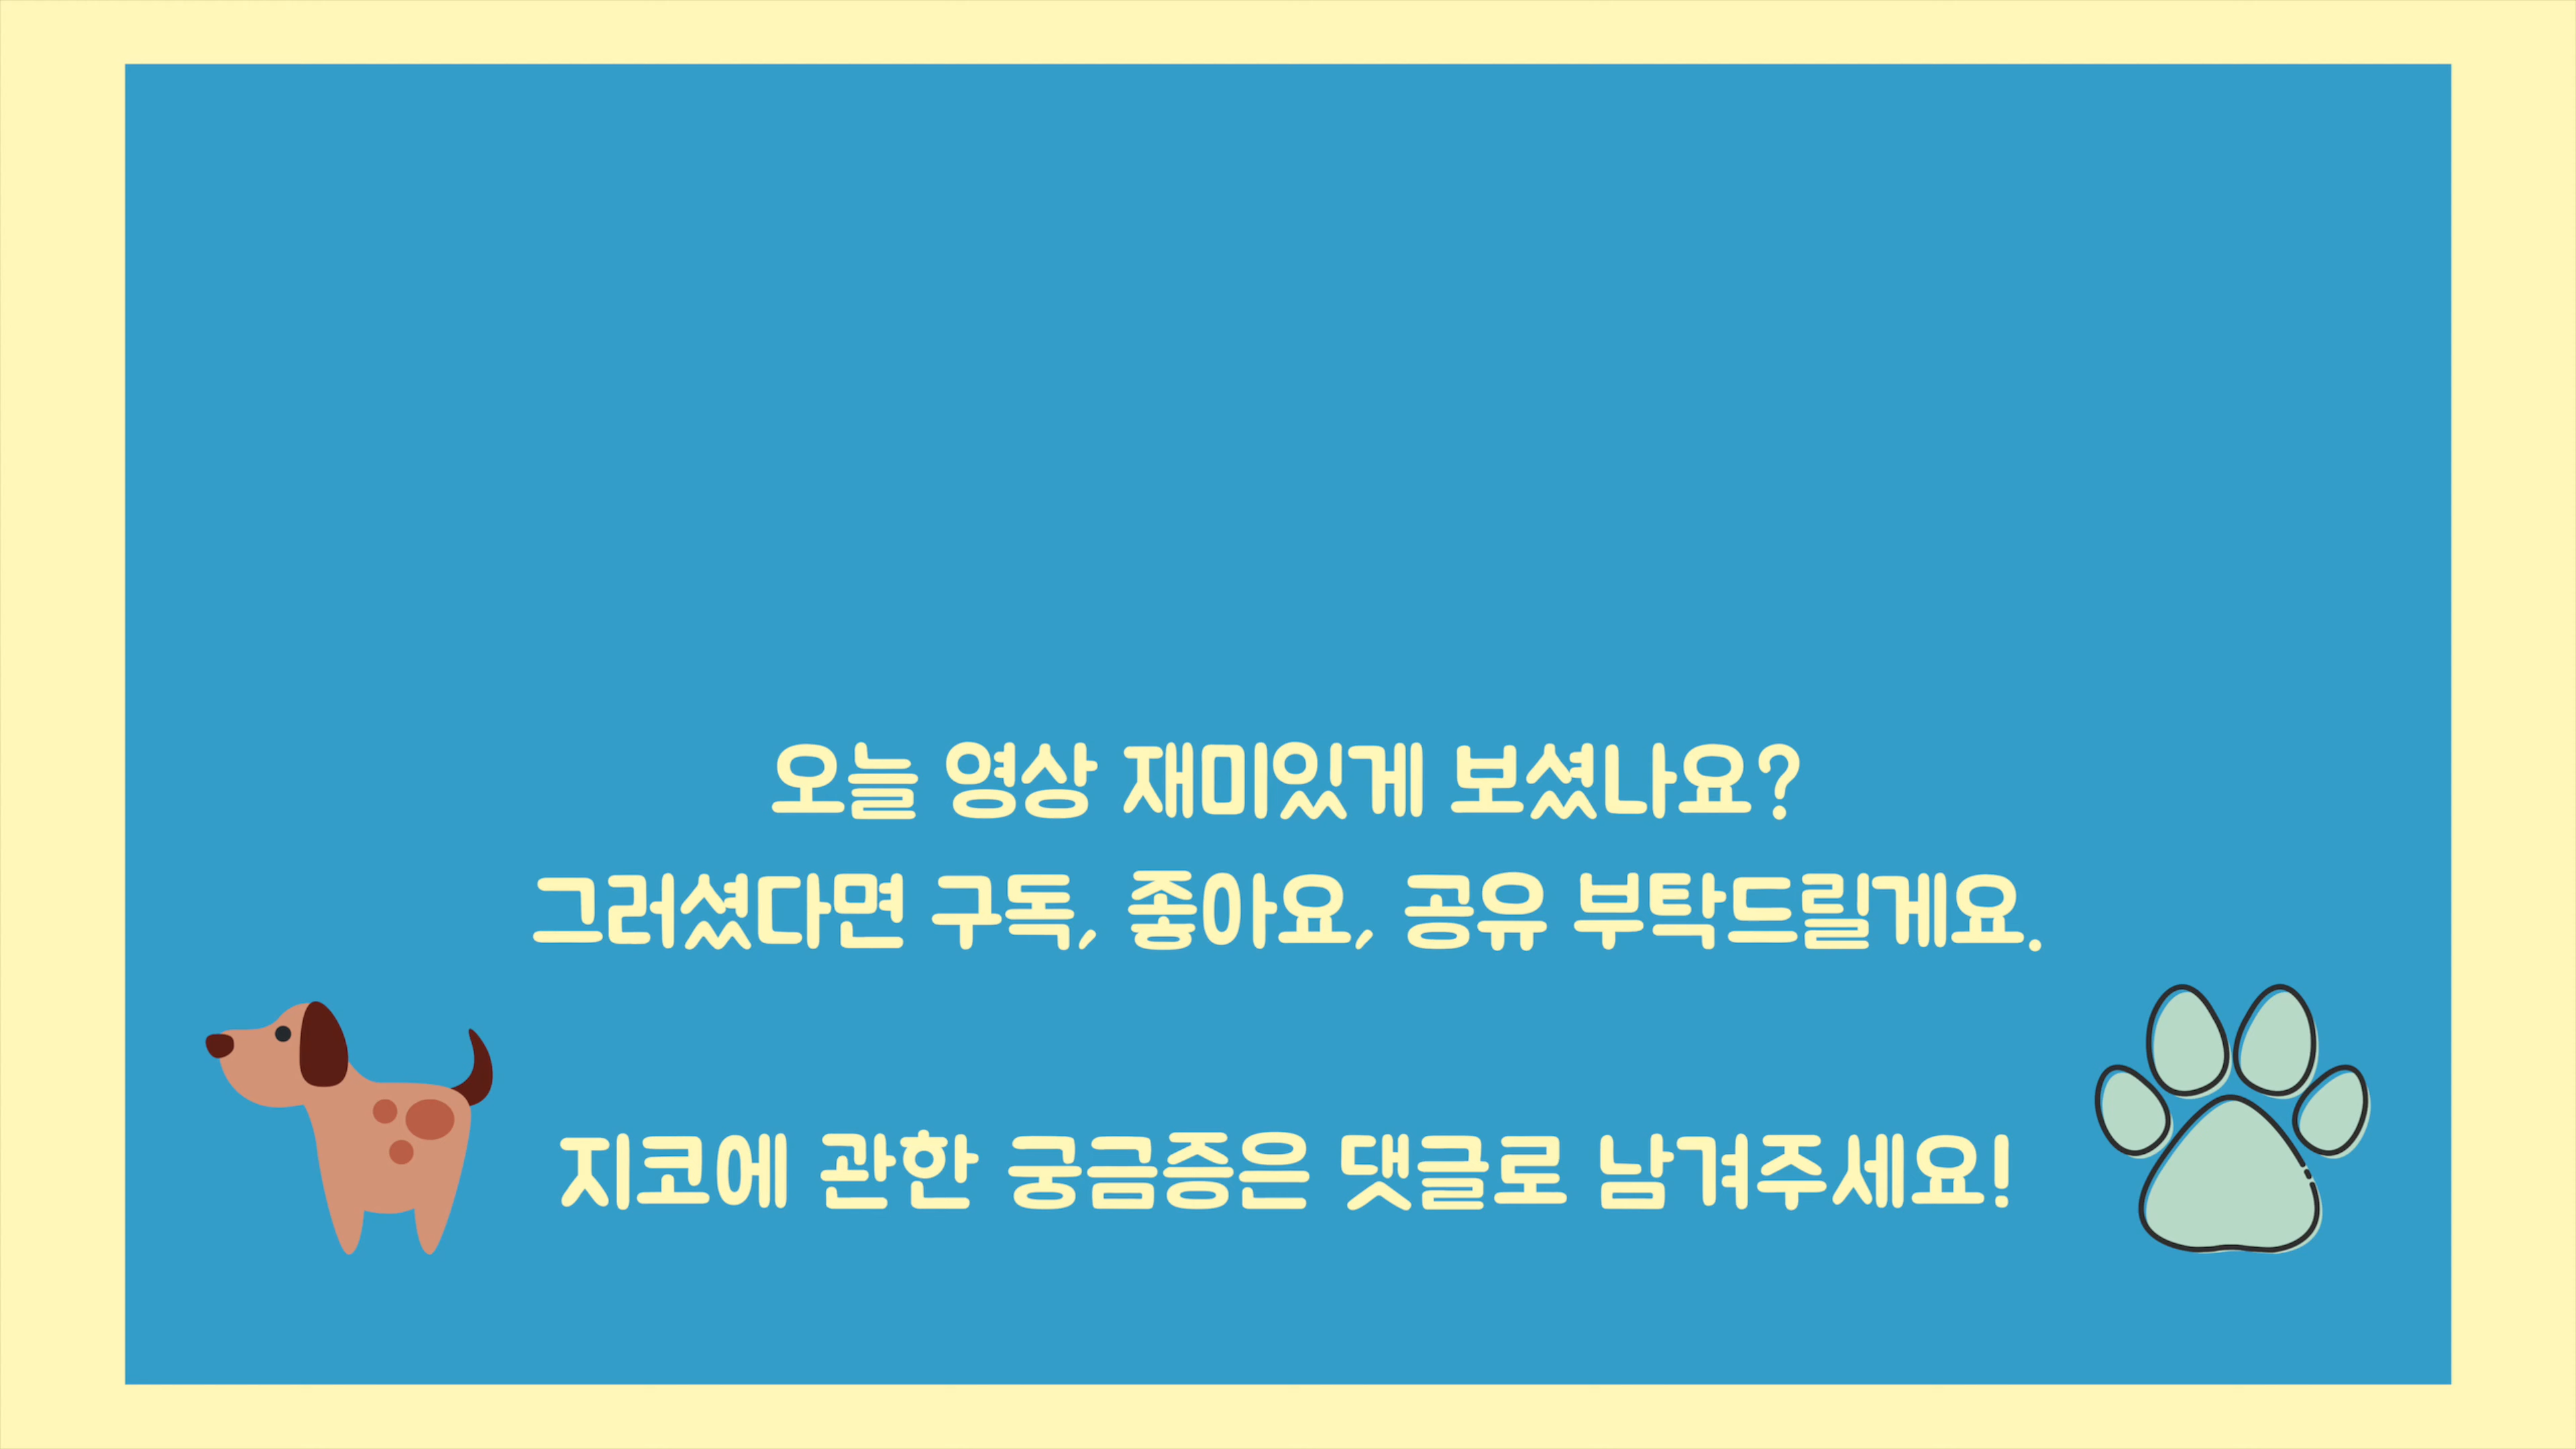 오늘 영상 재미있게 보셨나요?
그러셨다면 구독, 좋아요, 공유 부탁드릴게요.
지코에 관한 궁금증은 댓글로 남겨주세요!